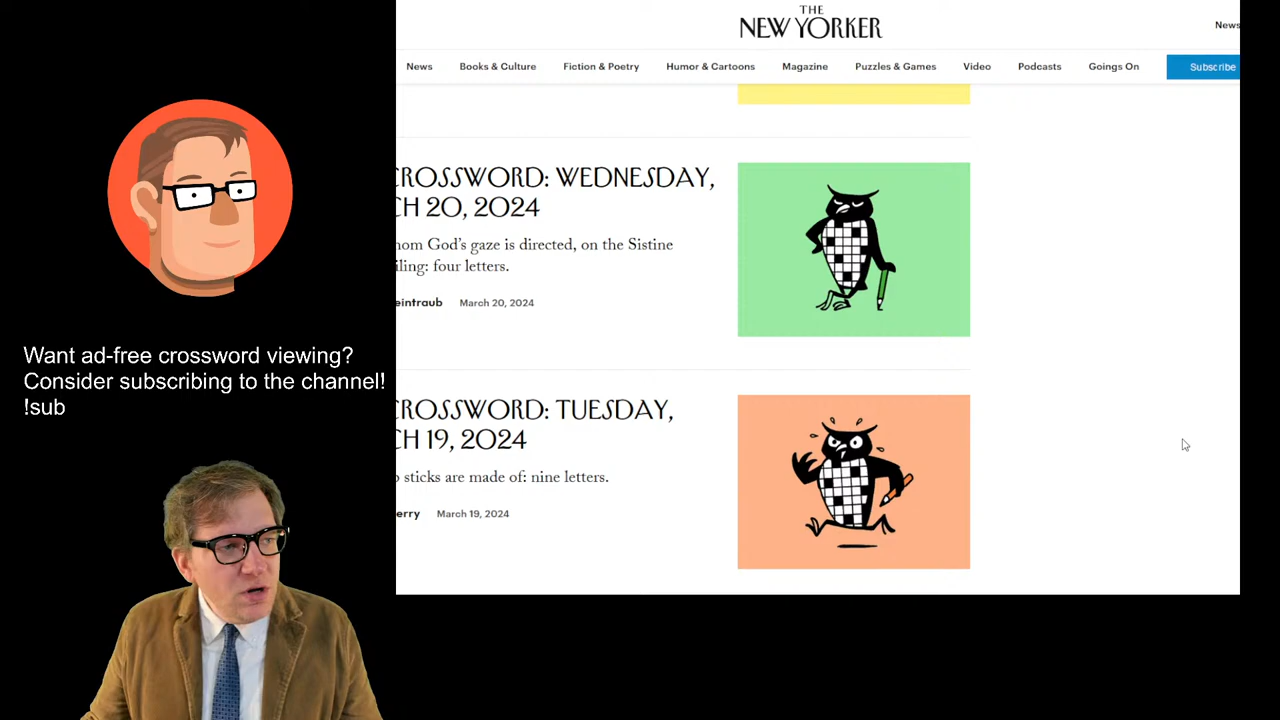 THE
NEW YORKER
News
News Books & Culture Fiction & Poetry Humor & Cartoons Magazine Puzzles & Games Video Podcasts Goings On Subscribe
CROSSWORD: WEDNESDAY,
CH 20, 2024
nom God's gaze is directed, on the Sistine
iling: four letters.
eintraub March 20, 2024
Want ad-free crossword viewing?
Consider subscribing to the channel!
!sub
CROSSWORD: TUESDAY,
CH 19, 2024
sticks are made of: nine letters.
erry March 19, 2024